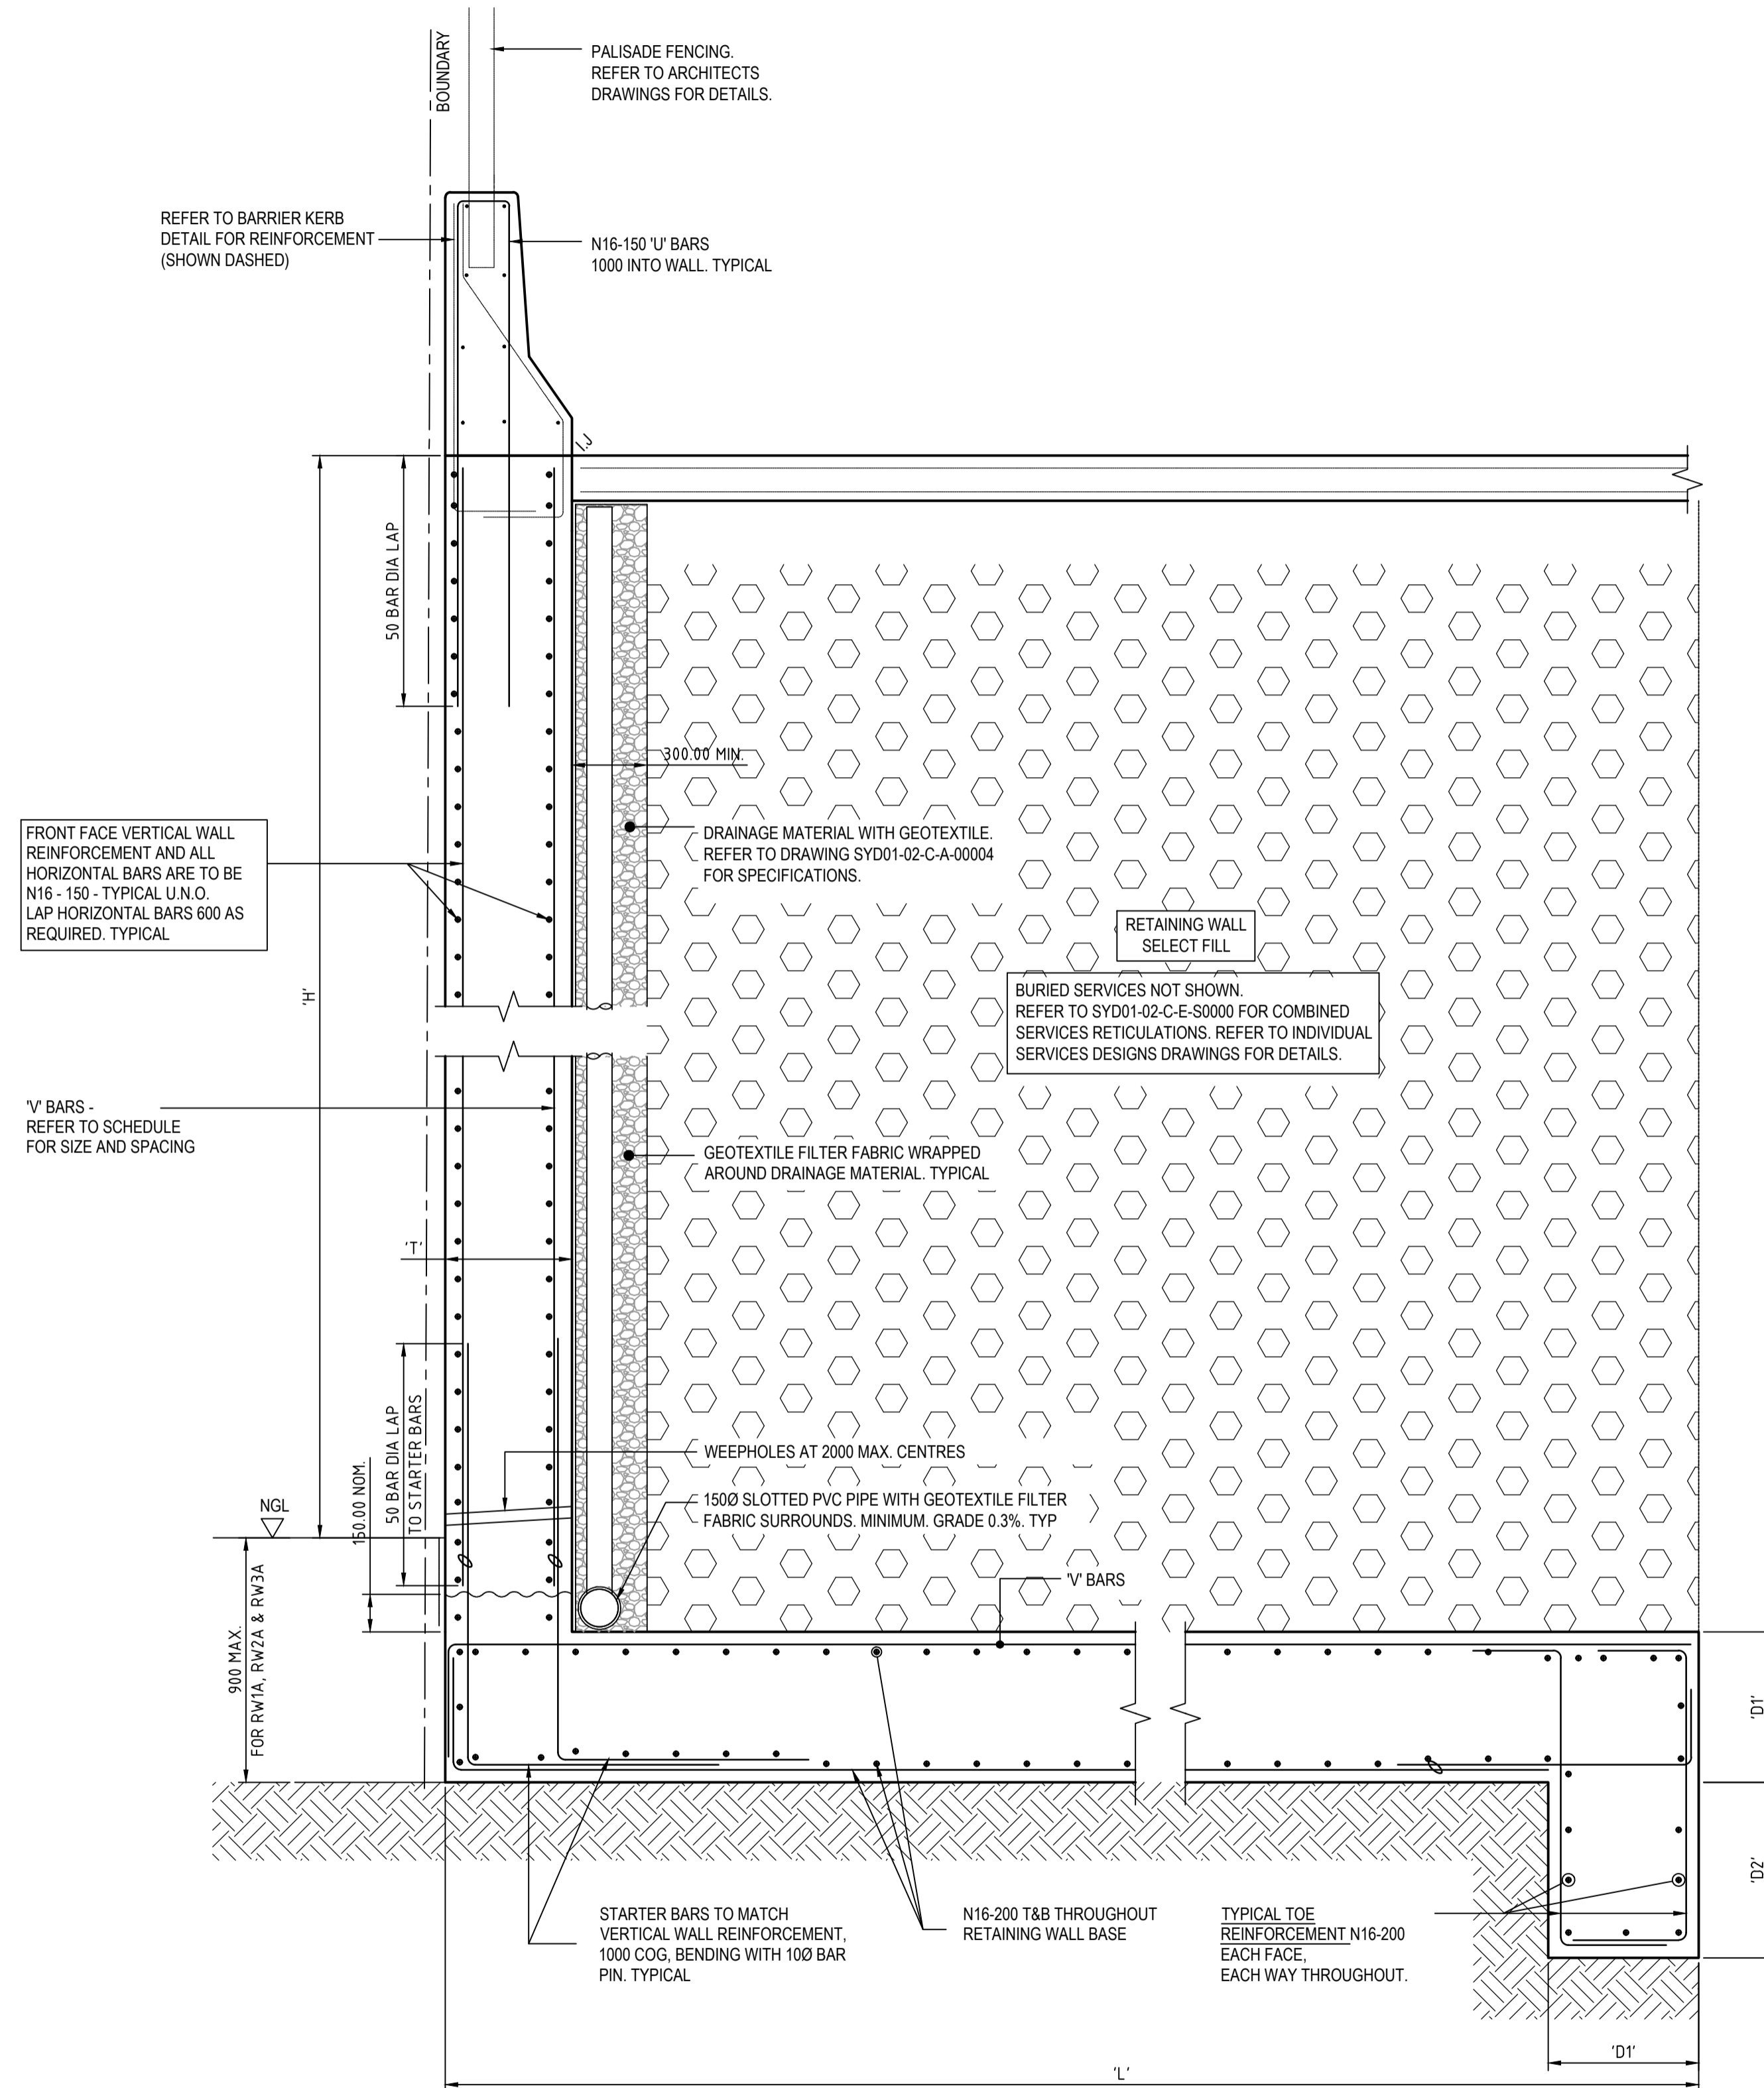 BOUNDARY
PALISADE FENCING.
REFER TO ARCHITECTS
DRAWINGS FOR DETAILS.
REFER TO BARRIER KERB
DETAIL FOR REINFORCEMENT
(SHOWN DASHED)
N16-150 'U' BARS
1000 INTO WALL. TYPICAL
I.J
50 BAR DIA LAP
300.00 MIN.
FRONT FACE VERTICAL WALL
REINFORCEMENT AND ALL
HORIZONTAL BARS ARE TO BE
N16 - 150 - TYPICAL U.N.O.
LAP HORIZONTAL BARS 600 AS
REQUIRED. TYPICAL
DRAINAGE MATERIAL WITH GEOTEXTILE.
REFER TO DRAWING SYD01-02-C-A-00004
FOR SPECIFICATIONS.
RETAINING WALL
SELECT FILL
'H'
BURIED SERVICES NOT SHOWN.
REFER TO SYD01-02-C-E-S0000 FOR COMBINED
SERVICES RETICULATIONS. REFER TO INDIVIDUAL
SERVICES DESIGNS DRAWINGS FOR DETAILS.
'V' BARS -
REFER TO SCHEDULE
FOR SIZE AND SPACING
GEOTEXTILE FILTER FABRIC WRAPPED
AROUND DRAINAGE MATERIAL. TYPICAL
'T'
50 BAR DIA LAP
TO STARTER BARS
WEEPHOLES AT 2000 MAX. CENTRES
150.00 NOM.
NGL
150Ø SLOTTED PVC PIPE WITH GEOTEXTILE FILTER
FABRIC SURROUNDS. MINIMUM. GRADE 0.3%. TYP
'V' BARS
900 MAX.
FOR RW1A, RW2A & RW3A
'D1'
'D2'
STARTER BARS TO MATCH
VERTICAL WALL REINFORCEMENT,
1000 COG, BENDING WITH 10Ø BAR
PIN. TYPICAL
N16-200 T&B THROUGHOUT
RETAINING WALL BASE
TYPICAL TOE
REINFORCEMENT N16-200
EACH FACE,
EACH WAY THROUGHOUT.
'D1'
'L'